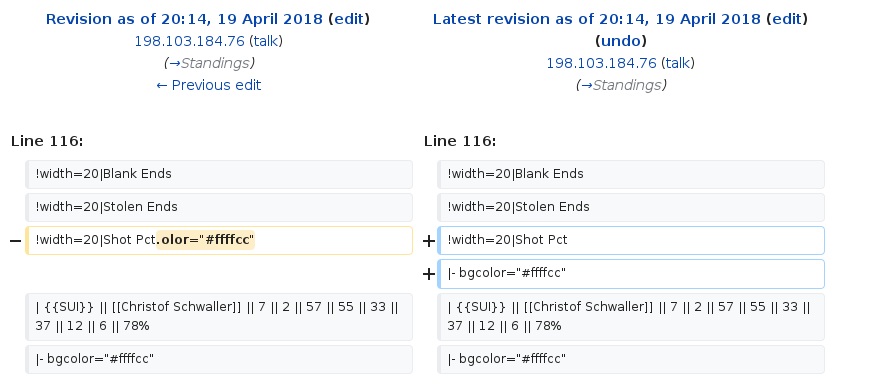 Revision as of 20:14, 19 April 2018 (edit)
198.103.184.76 (talk)
(→Standings)
← Previous edit
Latest revision as of 20:14, 19 April 2018 (edit)
(undo)
198.103.184.76 (talk)
(→Standings)
Line 116:
Line 116:
!width=20|Blank Ends
!width=20|Blank Ends
!width=20|Stolen Ends
!width=20|Stolen Ends
− !width=20|Shot Pct.olor="#ffffcc"
+ !width=20|Shot Pct
+ |- bgcolor="#ffffcc"
| {{SUI}} || [[Christof Schwaller]] || 7 || 2 || 57 || 55 || 33 ||
37 || 12 || 6 || 78%
| {{SUI}} || [[Christof Schwaller]] || 7 || 2 || 57 || 55 || 33 ||
37 || 12 || 6 || 78%
|- bgcolor="#ffffcc"
|- bgcolor="#ffffcc"